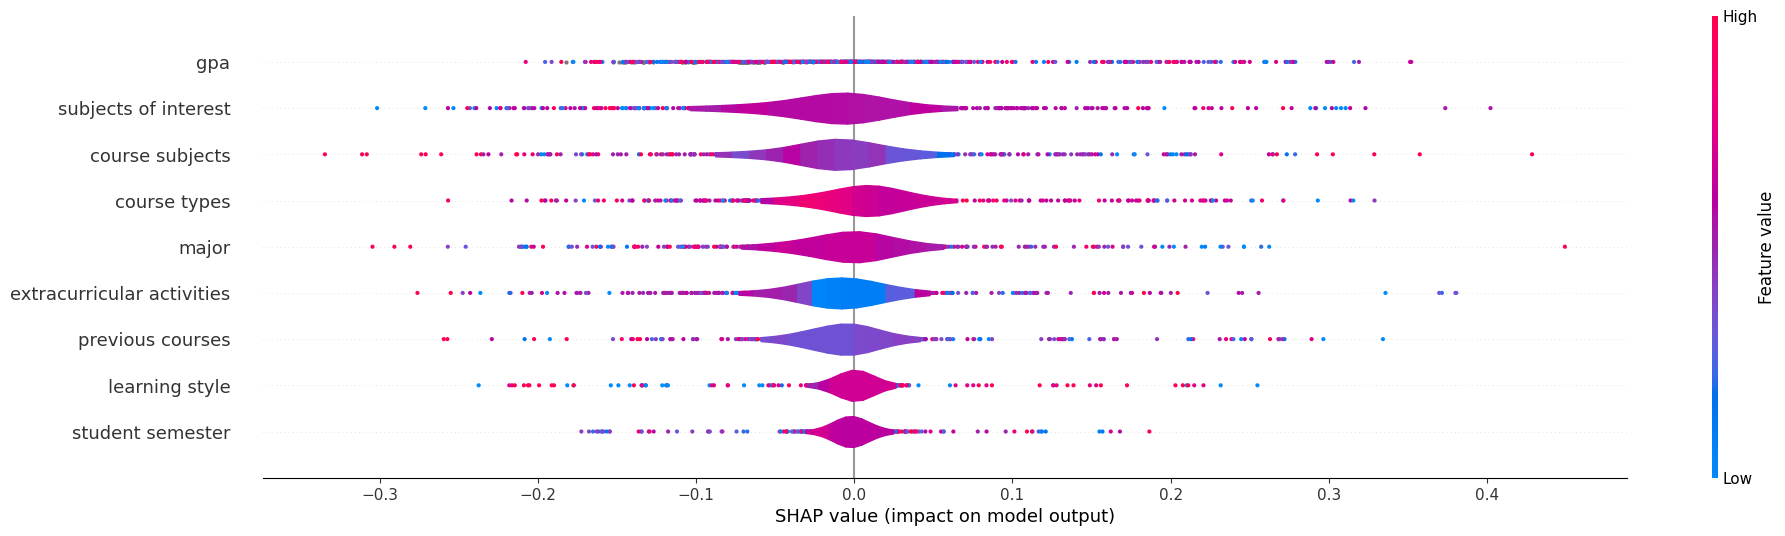 High
gpa
subjects of interest
course subjects
course types
major
extracurricular activities
previous courses
learning style
student semester
Feature value
Low
−0.3 −0.2 −0.1 0.0 0.1 0.2 0.3 0.4
SHAP value (impact on model output)